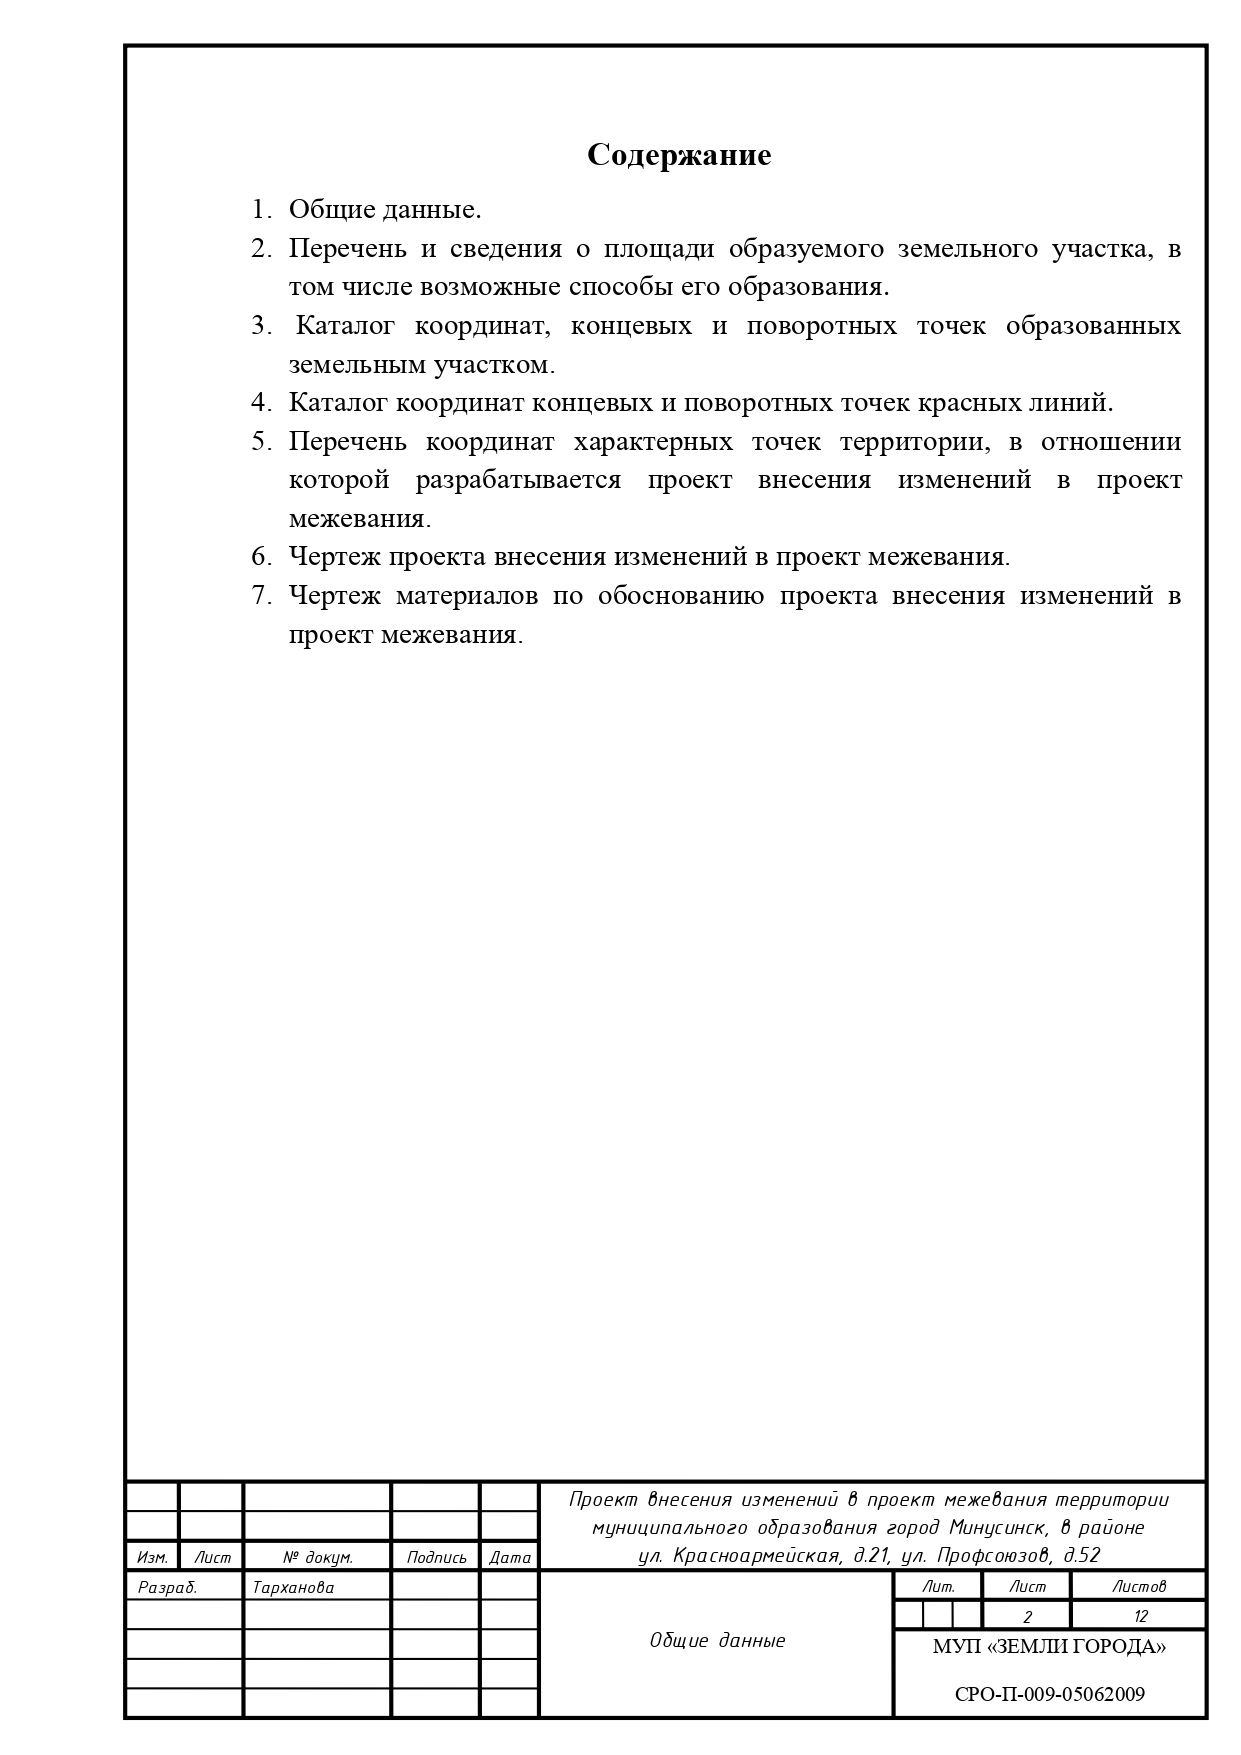 Содержание
1. Общие данные.
2. Перечень и сведения о площади образуемого земельного участка, в
том числе возможные способы его образования.
3. Каталог координат, концевых и поворотных точек образованных
земельным участком.
4. Каталог координат концевых и поворотных точек красных линий.
5. Перечень координат характерных точек территории, в отношении
которой разрабатывается проект внесения изменений в проект
межевания.
6. Чертеж проекта внесения изменений в проект межевания.
7. Чертеж материалов по обоснованию проекта внесения изменений в
проект межевания.
Проект внесения изменений в проект межевания территории
муниципального образования город Минусинск, в районе
ул. Красноармейская, д.21, ул. Профсоюзов, д.52
Изм. Лист № докум. Подпись Дата
Разраб. Тарханова
Общие данные
Лит. Лист Листов
2 12
МУП «ЗЕМЛИ ГОРОДА»
СРО-П-009-05062009